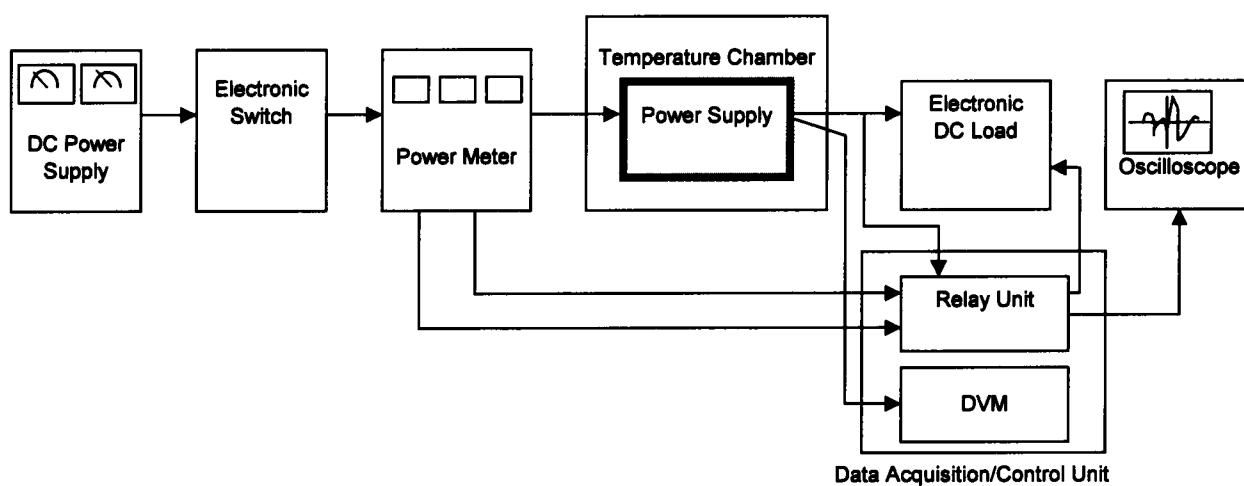 DC Power
Supply
Electronic
Switch
Power Meter
Temperature Chamber
Power Supply
Electronic
DC Load
Oscilloscope
Relay Unit
DVM
Data Acquisition/Control Unit